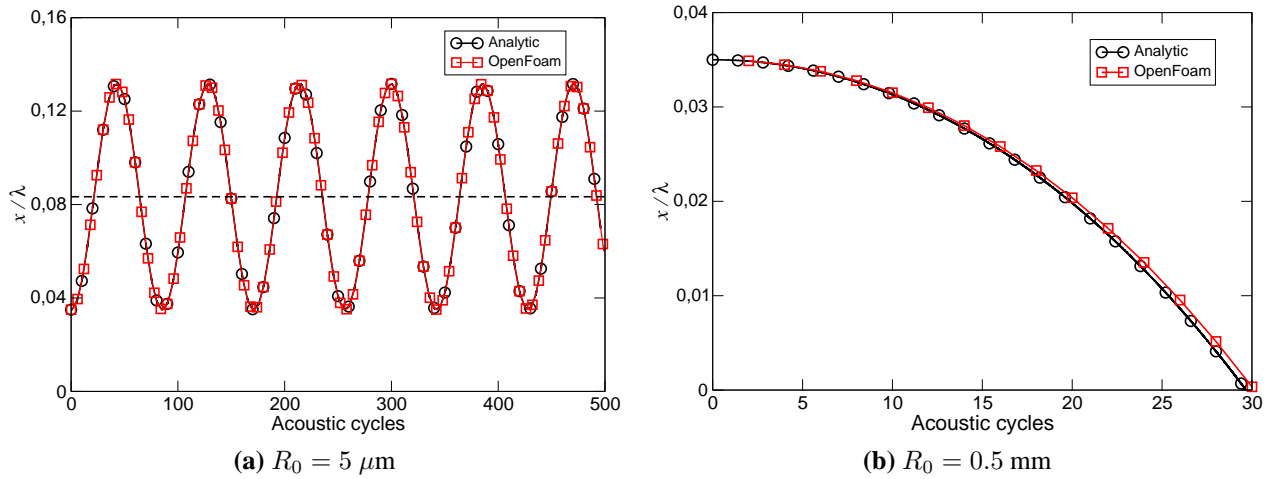 0,16
0,12
0,08
0,04
0
x / λ
0 100 200 300 400 500
Acoustic cycles
Analytic
OpenFoam
(a) R₀ = 5 μm
0,04
0,03
0,02
0,01
0
x / λ
0 5 10 15 20 25 30
Acoustic cycles
Analytic
OpenFoam
(b) R₀ = 0.5 mm